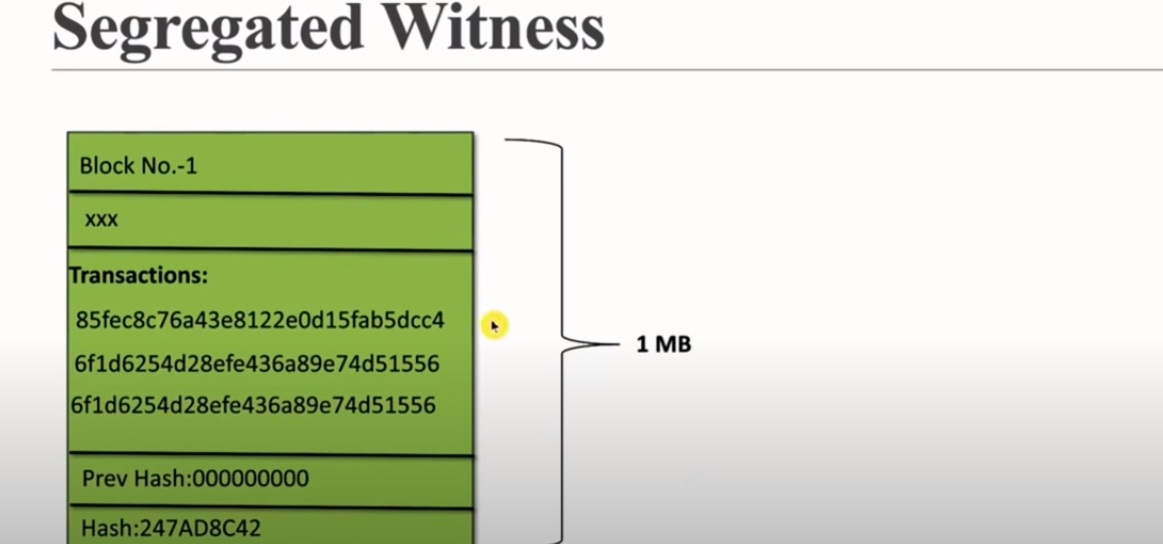 Segregated Witness
Block No.-1
xxx
Transactions:
85fec8c76a43e8122e0d15fab5dcc4
6f1d6254d28efe436a89e74d51556
6f1d6254d28efe436a89e74d51556
Prev Hash:000000000
Hash:247AD8C42
1 MB